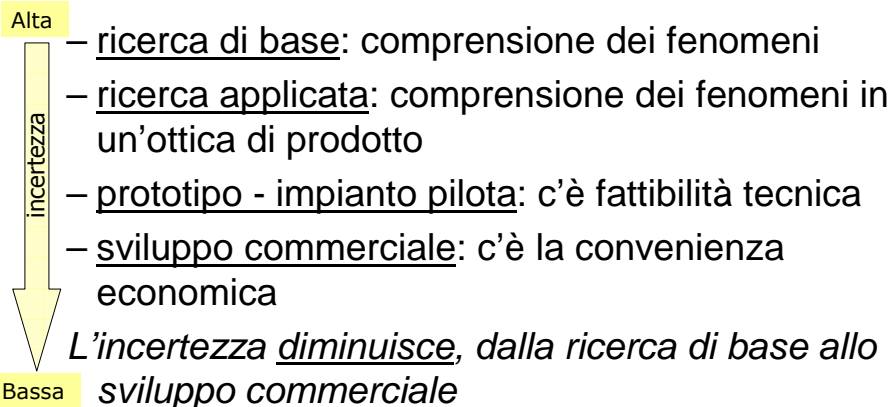 Alta
– ricerca di base: comprensione dei fenomeni
– ricerca applicata: comprensione dei fenomeni in
un’ottica di prodotto
incertezza
– prototipo - impianto pilota: c’è fattibilità tecnica
– sviluppo commerciale: c’è la convenienza
economica
L’incertezza diminuisce, dalla ricerca di base allo
sviluppo commerciale
Bassa